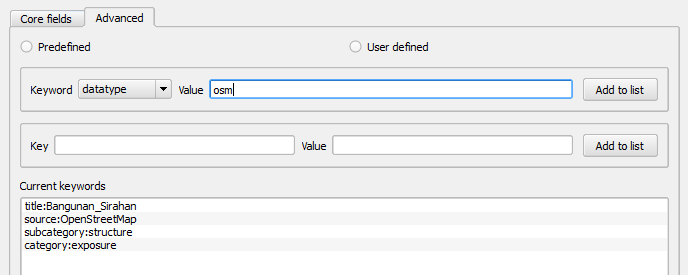 Core fields Advanced
Predefined User defined
Keyword datatype Value osm Add to list
Key Value Add to list
Current keywords
title:Bangunan_Sirahan
source:OpenStreetMap
subcategory:structure
category:exposure